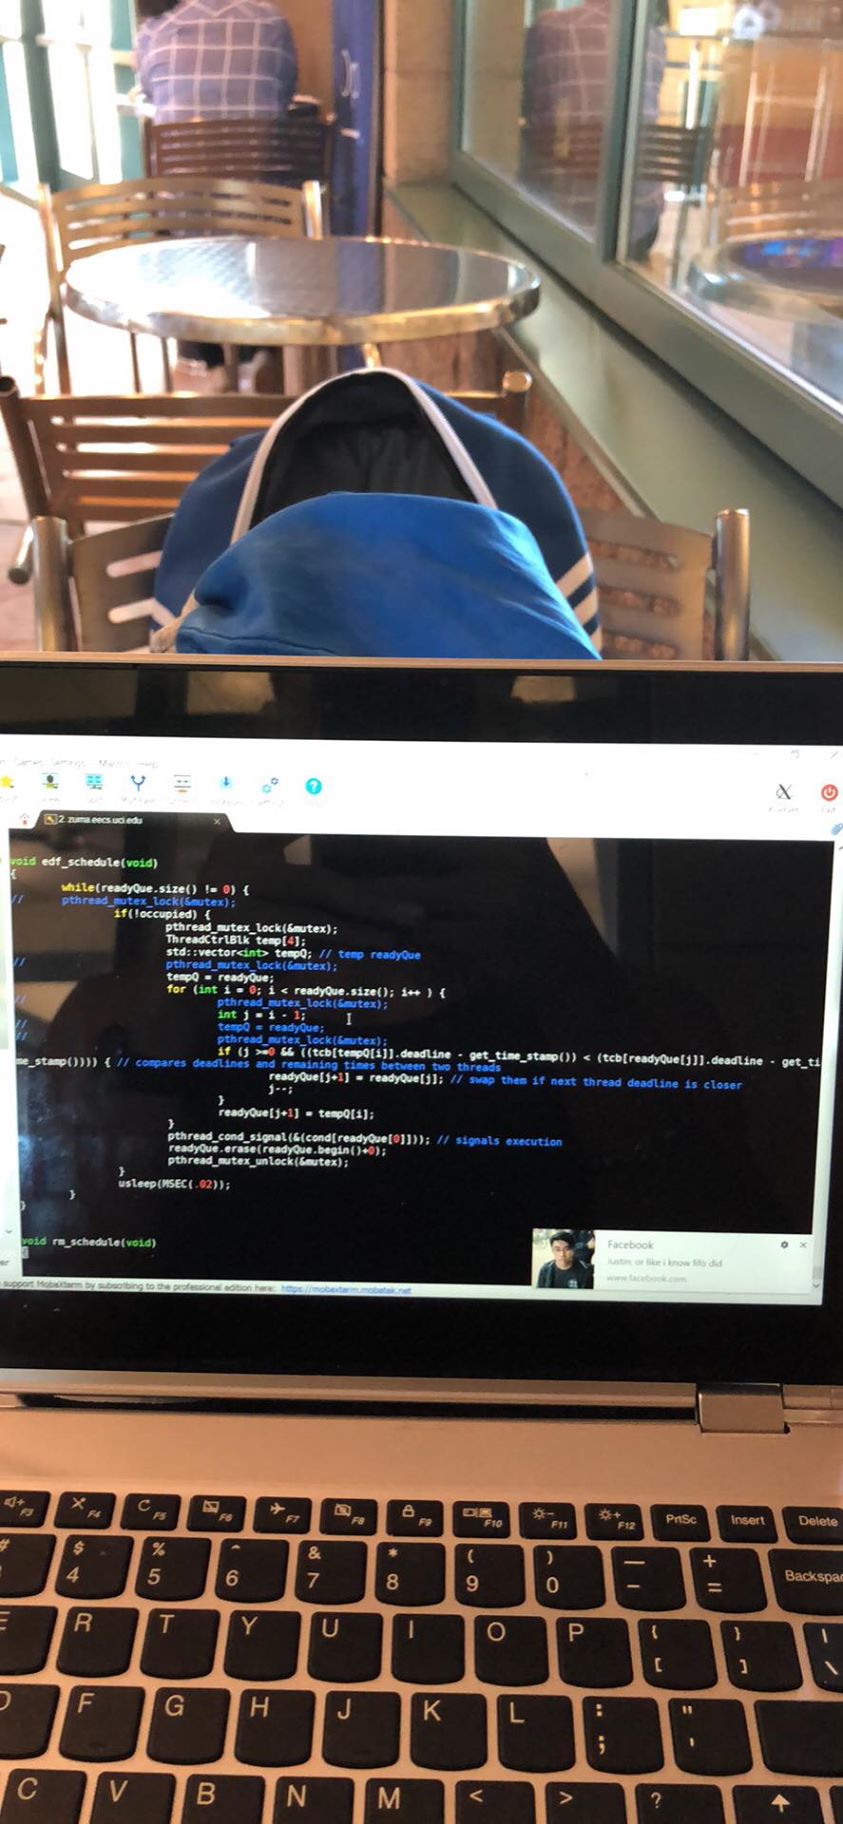 2. zuma.eecs.uci.edu
void edf_schedule(void)
{
while(readyQue.size() != 0) {
// pthread_mutex_lock(&mutex);
if(!occupied) {
pthread_mutex_lock(&mutex);
ThreadCtrlBlk temp[4];
std::vector<int> tempQ; // temp readyQue
// pthread_mutex_lock(&mutex);
tempQ = readyQue;
for (int i = 0; i < readyQue.size(); i++ ) {
// pthread_mutex_lock(&mutex);
int j = i - 1;
// tempQ = readyQue;
// pthread_mutex_lock(&mutex);
if (j >=0 && ((tcb[tempQ[i]].deadline - get_time_stamp()) < (tcb[readyQue[j]].deadline - get_ti
me_stamp()))) { // compares deadlines and remaining times between two threads
readyQue[j+1] = readyQue[j]; // swap them if next thread deadline is closer
j--;
}
readyQue[j+1] = tempQ[i];
}
pthread_cond_signal(&(cond[readyQue[0]])); // signals execution
readyQue.erase(readyQue.begin()+0);
pthread_mutex_unlock(&mutex);
}
usleep(MSEC(.02));
}
}
void rm_schedule(void)
{
Facebook
Justin: or like i know fifo did
www.facebook.com
support MobaXterm by subscribing to the professional edition here: https://mobaxterm.mobatek.net
F3 F4 F5 F6 F7 F8 F9 F10 F11 F12 PrtSc Insert Delete
# $ % ^ & * ( ) — +
4 5 6 7 8 9 0 - = Backspa
E R T Y U I O P { } |
[ ] \
D F G H J K L : "
; '
C V B N M < > ?